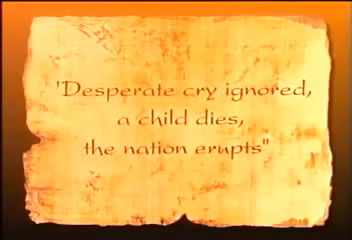 'Desperate cry ignored,
a child dies,
the nation erupts"